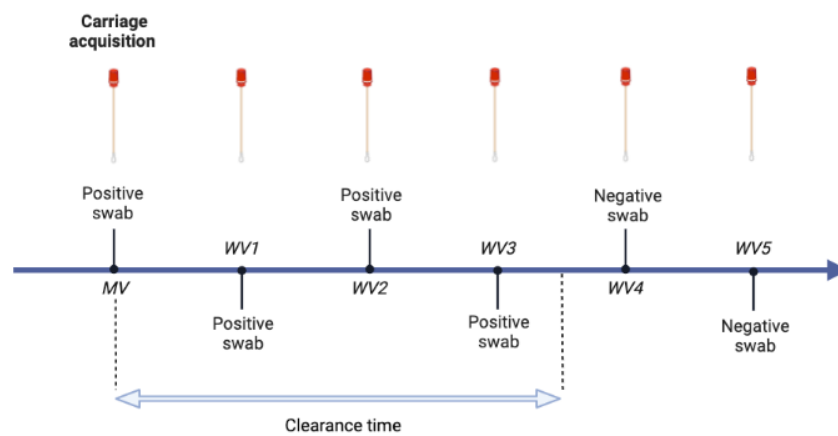 Carriage
acquisition
Positive
swab
Positive
swab
Negative
swab
WV1
WV3
WV5
MV
WV2
WV4
Positive
swab
Positive
swab
Negative
swab
Clearance time